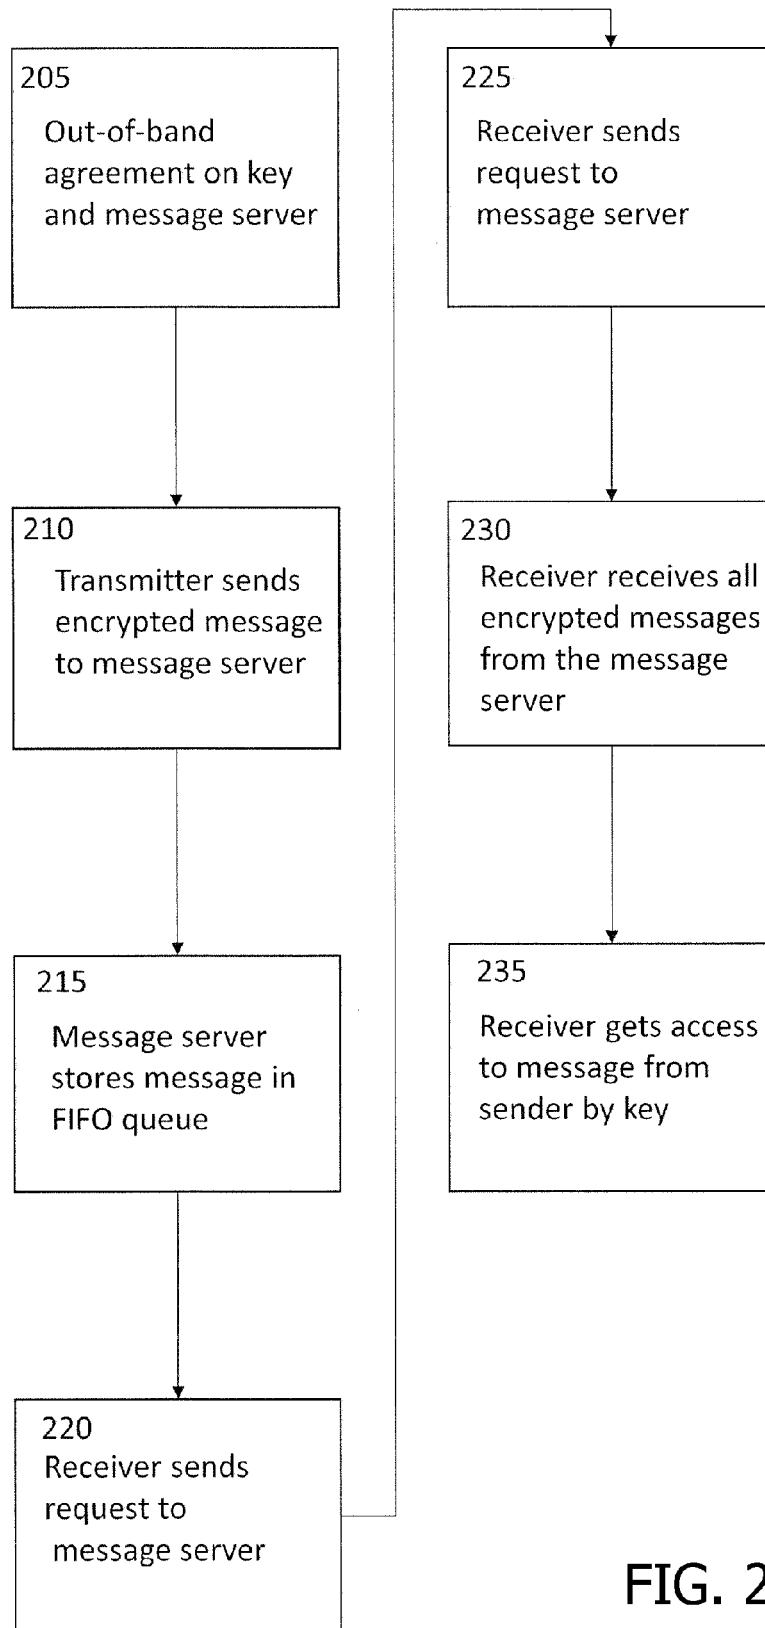 205
Out-of-band
agreement on key
and message server
210
Transmitter sends
encrypted message
to message server
215
Message server
stores message in
FIFO queue
220
Receiver sends
request to
message server
225
Receiver sends
request to
message server
230
Receiver receives all
encrypted messages
from the message
server
235
Receiver gets access
to message from
sender by key
FIG. 2